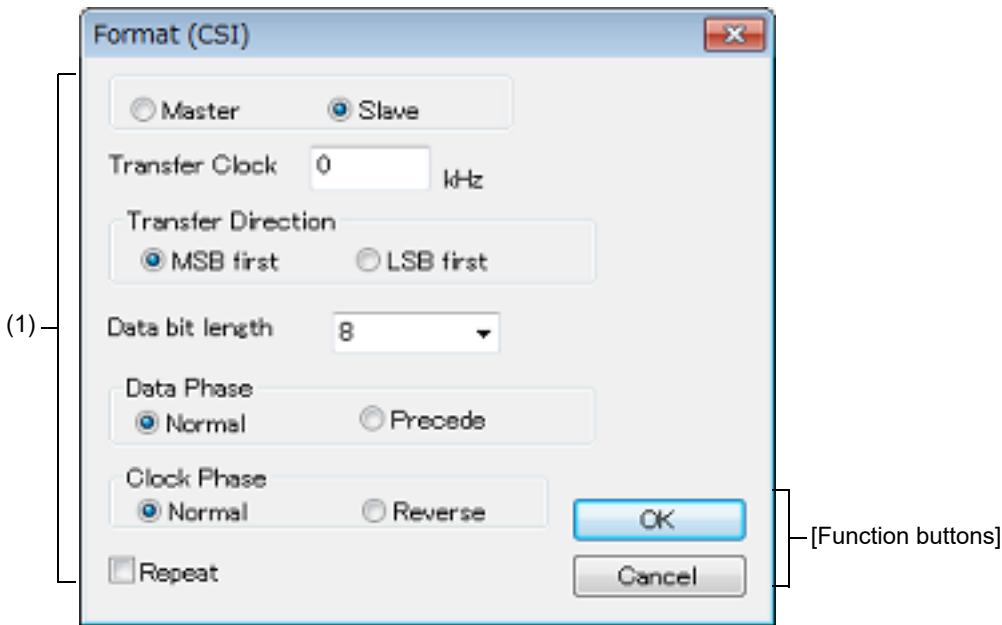 Format (CSI)
Master Slave
Transfer Clock 0 kHz
Transfer Direction
MSB first LSB first
(1)
Data bit length 8
Data Phase
Normal Precede
Clock Phase
Normal Reverse
OK
[Function buttons]
Repeat
Cancel